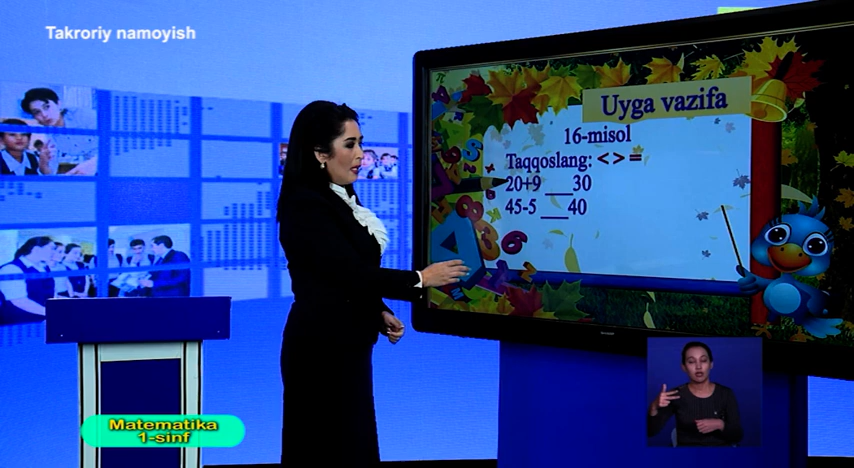 Takroriy namoyish
Uyga vazifa
16-misol
Taqqoslang: < > =
20+9 ___30
45-5 ___40
Matematika
1-sinf